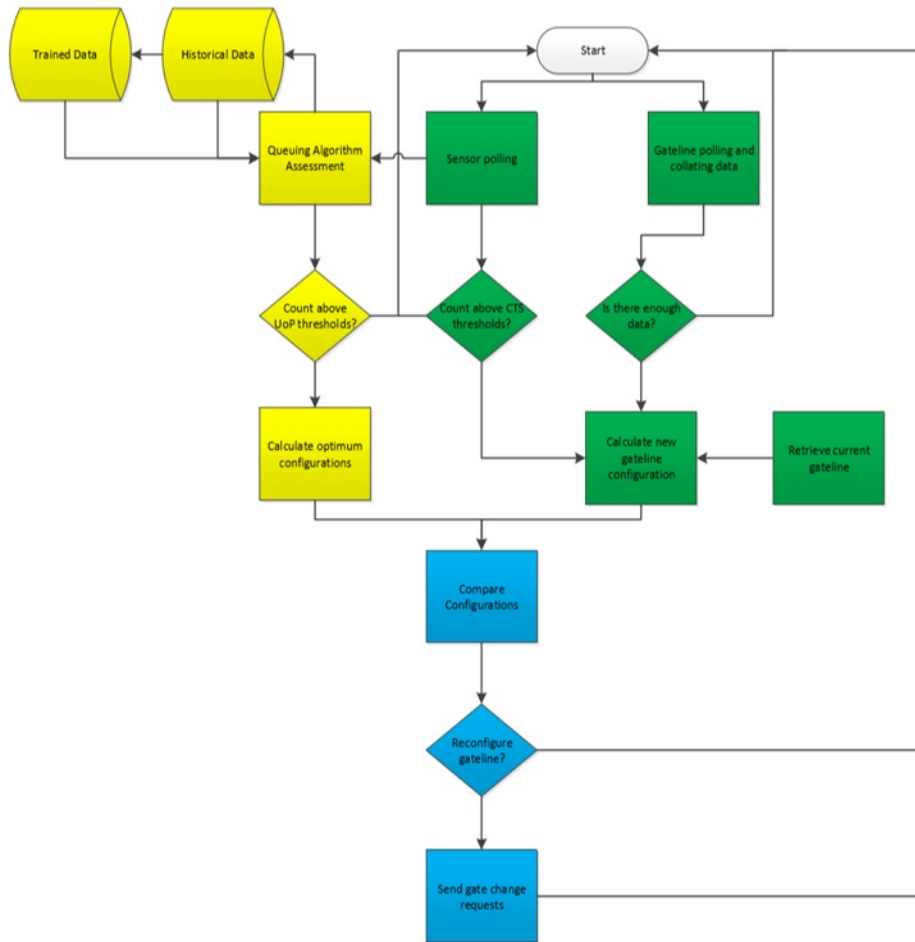 Trained Data
Historical Data
Start
Queuing Algorithm
Assessment
Sensor polling
Gateline polling and
collating data
Count above
UoP thresholds?
Count above CTS
thresholds?
Is there enough
data?
Calculate optimum
configurations
Calculate new
gateline
configuration
Retrieve current
gateline
Compare
Configurations
Reconfigure
gateline?
Send gate change
requests